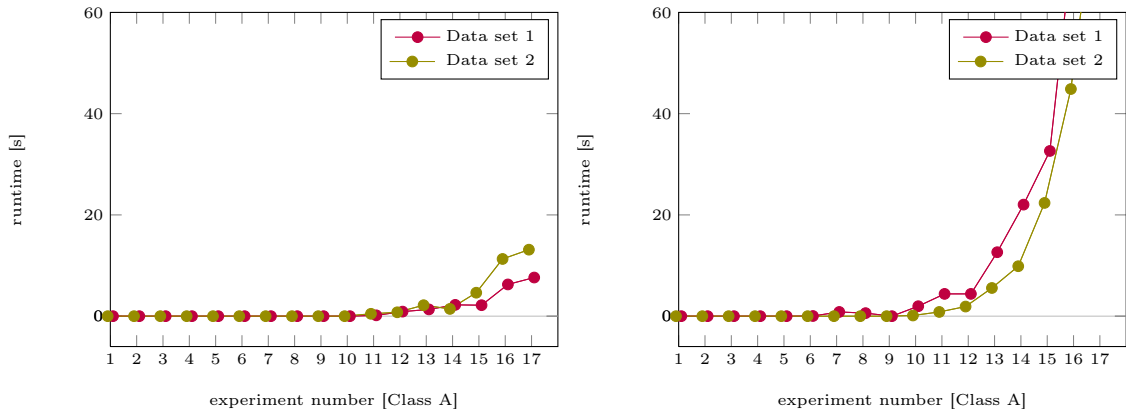 60
40
20
0
runtime [s]
Data set 1
Data set 2
1 2 3 4 5 6 7 8 9 10 11 12 13 14 15 16 17
experiment number [Class A]
60
40
20
0
runtime [s]
Data set 1
Data set 2
1 2 3 4 5 6 7 8 9 10 11 12 13 14 15 16 17
experiment number [Class A]